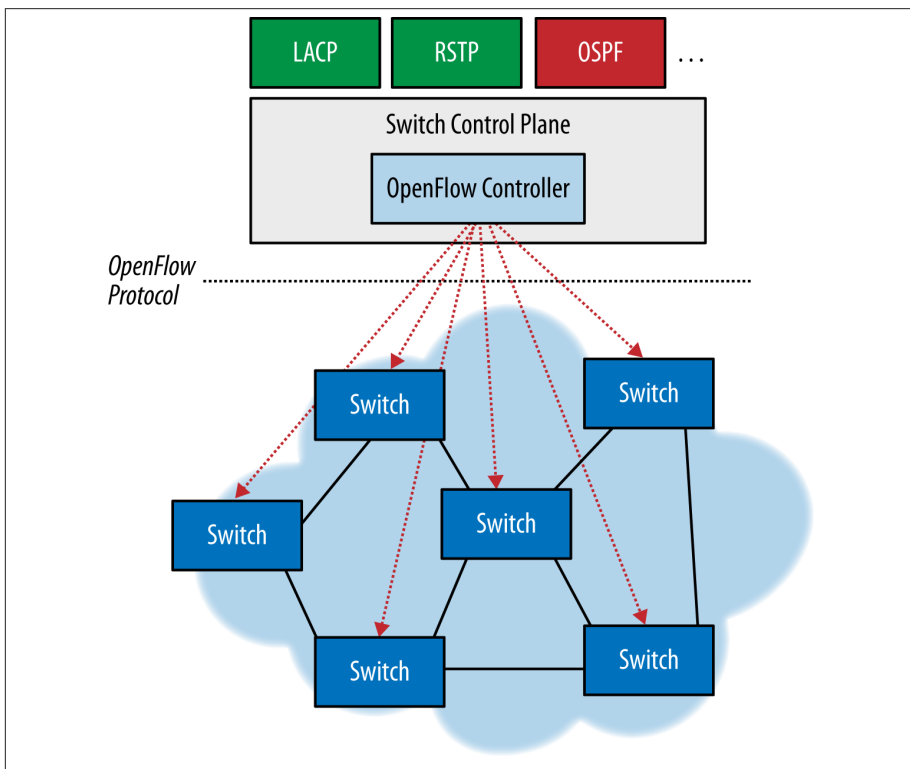 LACP
RSTP
OSPF
...
Switch Control Plane
OpenFlow Controller
OpenFlow
Protocol
Switch
Switch
Switch
Switch
Switch
Switch